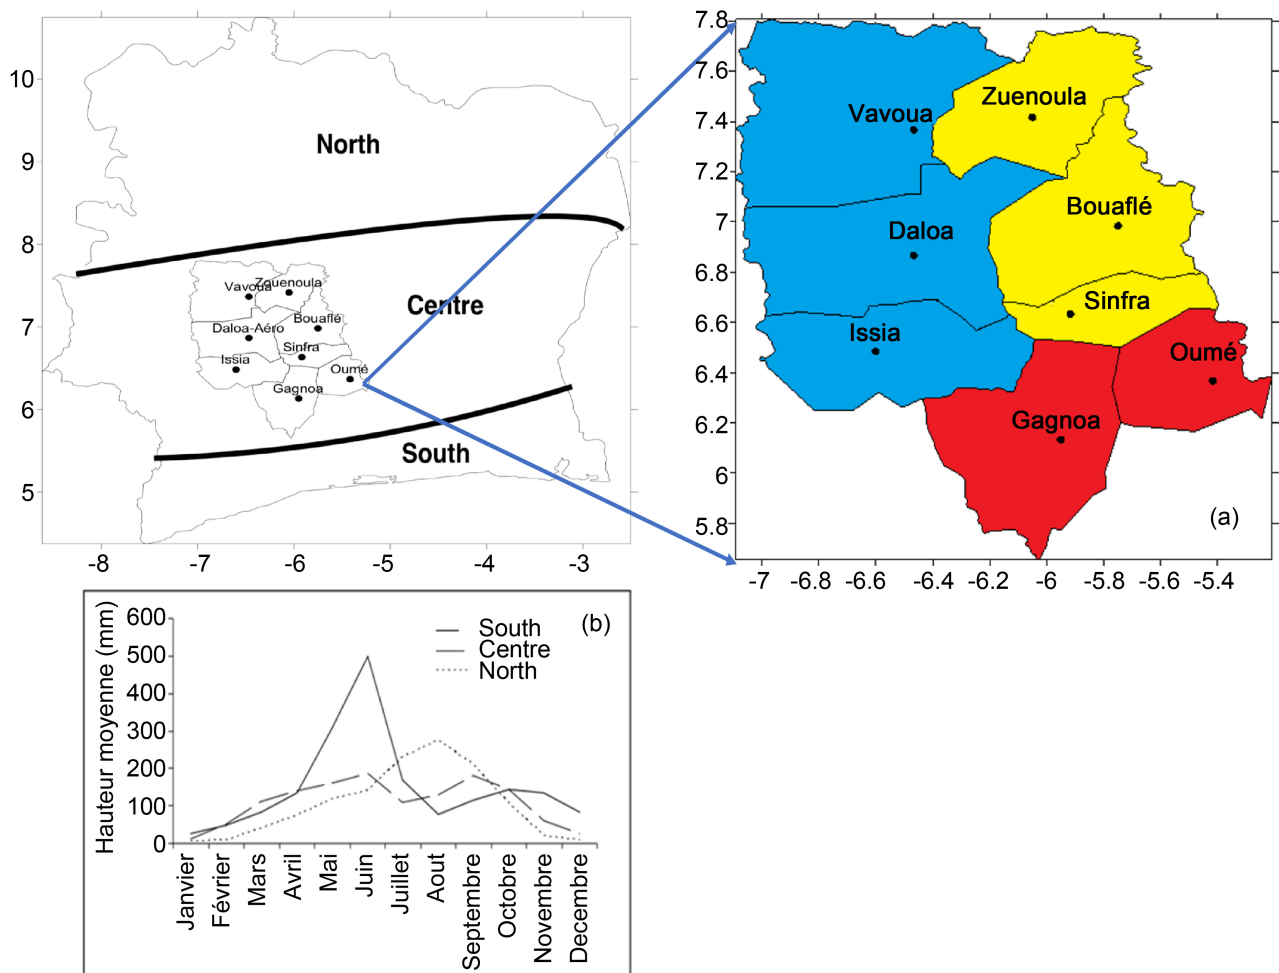 10
9
8
7
6
5
-8
-7
-6
-5
-4
-3
North
Centre
South
Vavoua
Zouenoula
Daloa-Aéro
Bouaflé
Sinfra
Issia
Oumé
Gagnoa
7.8
7.6
7.4
7.2
7
6.8
6.6
6.4
6.2
6
5.8
Zuenoula
Vavoua
Bouaflé
Daloa
Sinfra
Issia
Oumé
Gagnoa
(a)
-7
-6.8
-6.6
-6.4
-6.2
-6
-5.8
-5.6
-5.4
(b)
Hauteur moyenne (mm)
600
500
400
300
200
100
0
South
Centre
North
Janvier
Février
Mars
Avril
Mai
Juin
Juillet
Aout
Septembre
Octobre
Novembre
Decembre